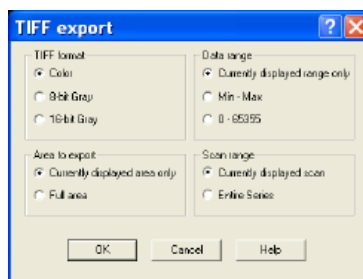 TIFF export
TIFF format
Color
8-bit Gray
16-bit Gray
Data range
Currently displayed range only
Min - Max
0 - 65355
Area to export
Currently displayed area only
Full area
Scan range
Currently displayed scan
Entire Series
OK
Cancel
Help